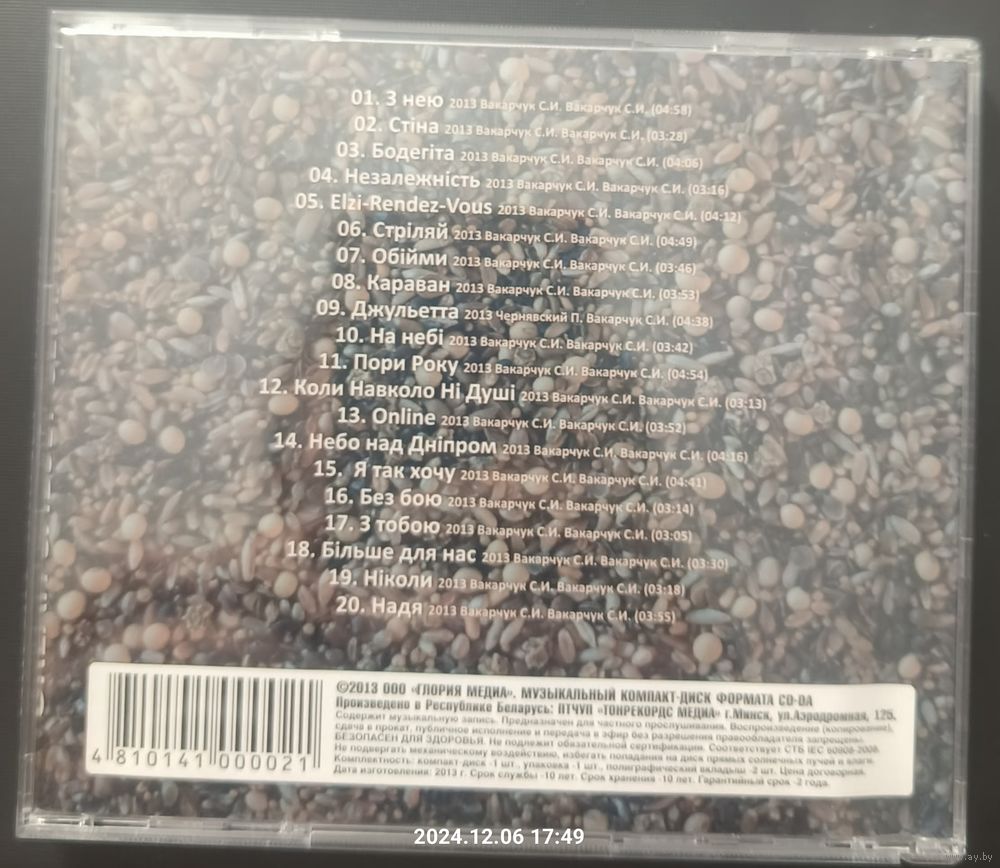 01. З нею 2013 Вакарчук С.И. Вакарчук С.И. (04:58)
02. Стіна 2013 Вакарчук С.И. Вакарчук С.И. (03:28)
03. Бодегіта 2013 Вакарчук С.И. Вакарчук С.И. (04:06)
04. Незалежність 2013 Вакарчук С.И. Вакарчук С.И. (03:16)
05. Elzi-Rendez-Vous 2013 Вакарчук С.И. Вакарчук С.И. (04:12)
06. Стріляй 2013 Вакарчук С.И. Вакарчук С.И. (04:49)
07. Обійми 2013 Вакарчук С.И. Вакарчук С.И. (03:46)
08. Караван 2013 Вакарчук С.И. Вакарчук С.И. (03:53)
09. Джульетта 2013 Чернявский П. Вакарчук С.И. (04:38)
10. На небі 2013 Вакарчук С.И. Вакарчук С.И. (03:42)
11. Пори Року 2013 Вакарчук С.И. Вакарчук С.И. (04:54)
12. Коли Навколо Ні Душі 2013 Вакарчук С.И. Вакарчук С.И. (03:13)
13. Online 2013 Вакарчук С.И. Вакарчук С.И. (03:52)
14. Небо над Дніпром 2013 Вакарчук С.И. Вакарчук С.И. (04:16)
15. Я так хочу 2013 Вакарчук С.И. Вакарчук С.И. (04:41)
16. Без бою 2013 Вакарчук С.И. Вакарчук С.И. (03:14)
17. З тобою 2013 Вакарчук С.И. Вакарчук С.И. (03:05)
18. Більше для нас 2013 Вакарчук С.И. Вакарчук С.И. (03:30)
19. Ніколи 2013 Вакарчук С.И. Вакарчук С.И. (03:18)
20. Надя 2013 Вакарчук С.И. Вакарчук С.И. (03:55)
©2013 ООО «ГЛОРИЯ МЕДИА». МУЗЫКАЛЬНЫЙ КОМПАКТ-ДИСК ФОРМАТА CD-DA
Произведено в Республике Беларусь: ПТЧУП «ТОНРЕКОРДС МЕДИА» г.Минск, ул.Аэродромная, 125.
Содержит музыкальную запись. Предназначен для частного прослушивания. Воспроизведение (копирование),
сдача в прокат, публичное исполнение и передача в эфир без разрешения правообладателя запрещены.
БЕЗОПАСЕН ДЛЯ ЗДОРОВЬЯ. Не подлежит обязательной сертификации. Соответствует СТБ IEC 60908-2008
Не подвергать механическому воздействию, избегать попадания на диск прямых солнечных лучей и влаги.
Комплектность: компакт-диск -1 шт., упаковка -1 шт., полиграфический вкладыш -2 шт. Цена договорная.
Дата изготовления: 2013 г. Срок службы -10 лет. Срок хранения -10 лет. Гарантийный срок -2 года.
4 810141 000021
2024.12.06 17:49
www.ay.by